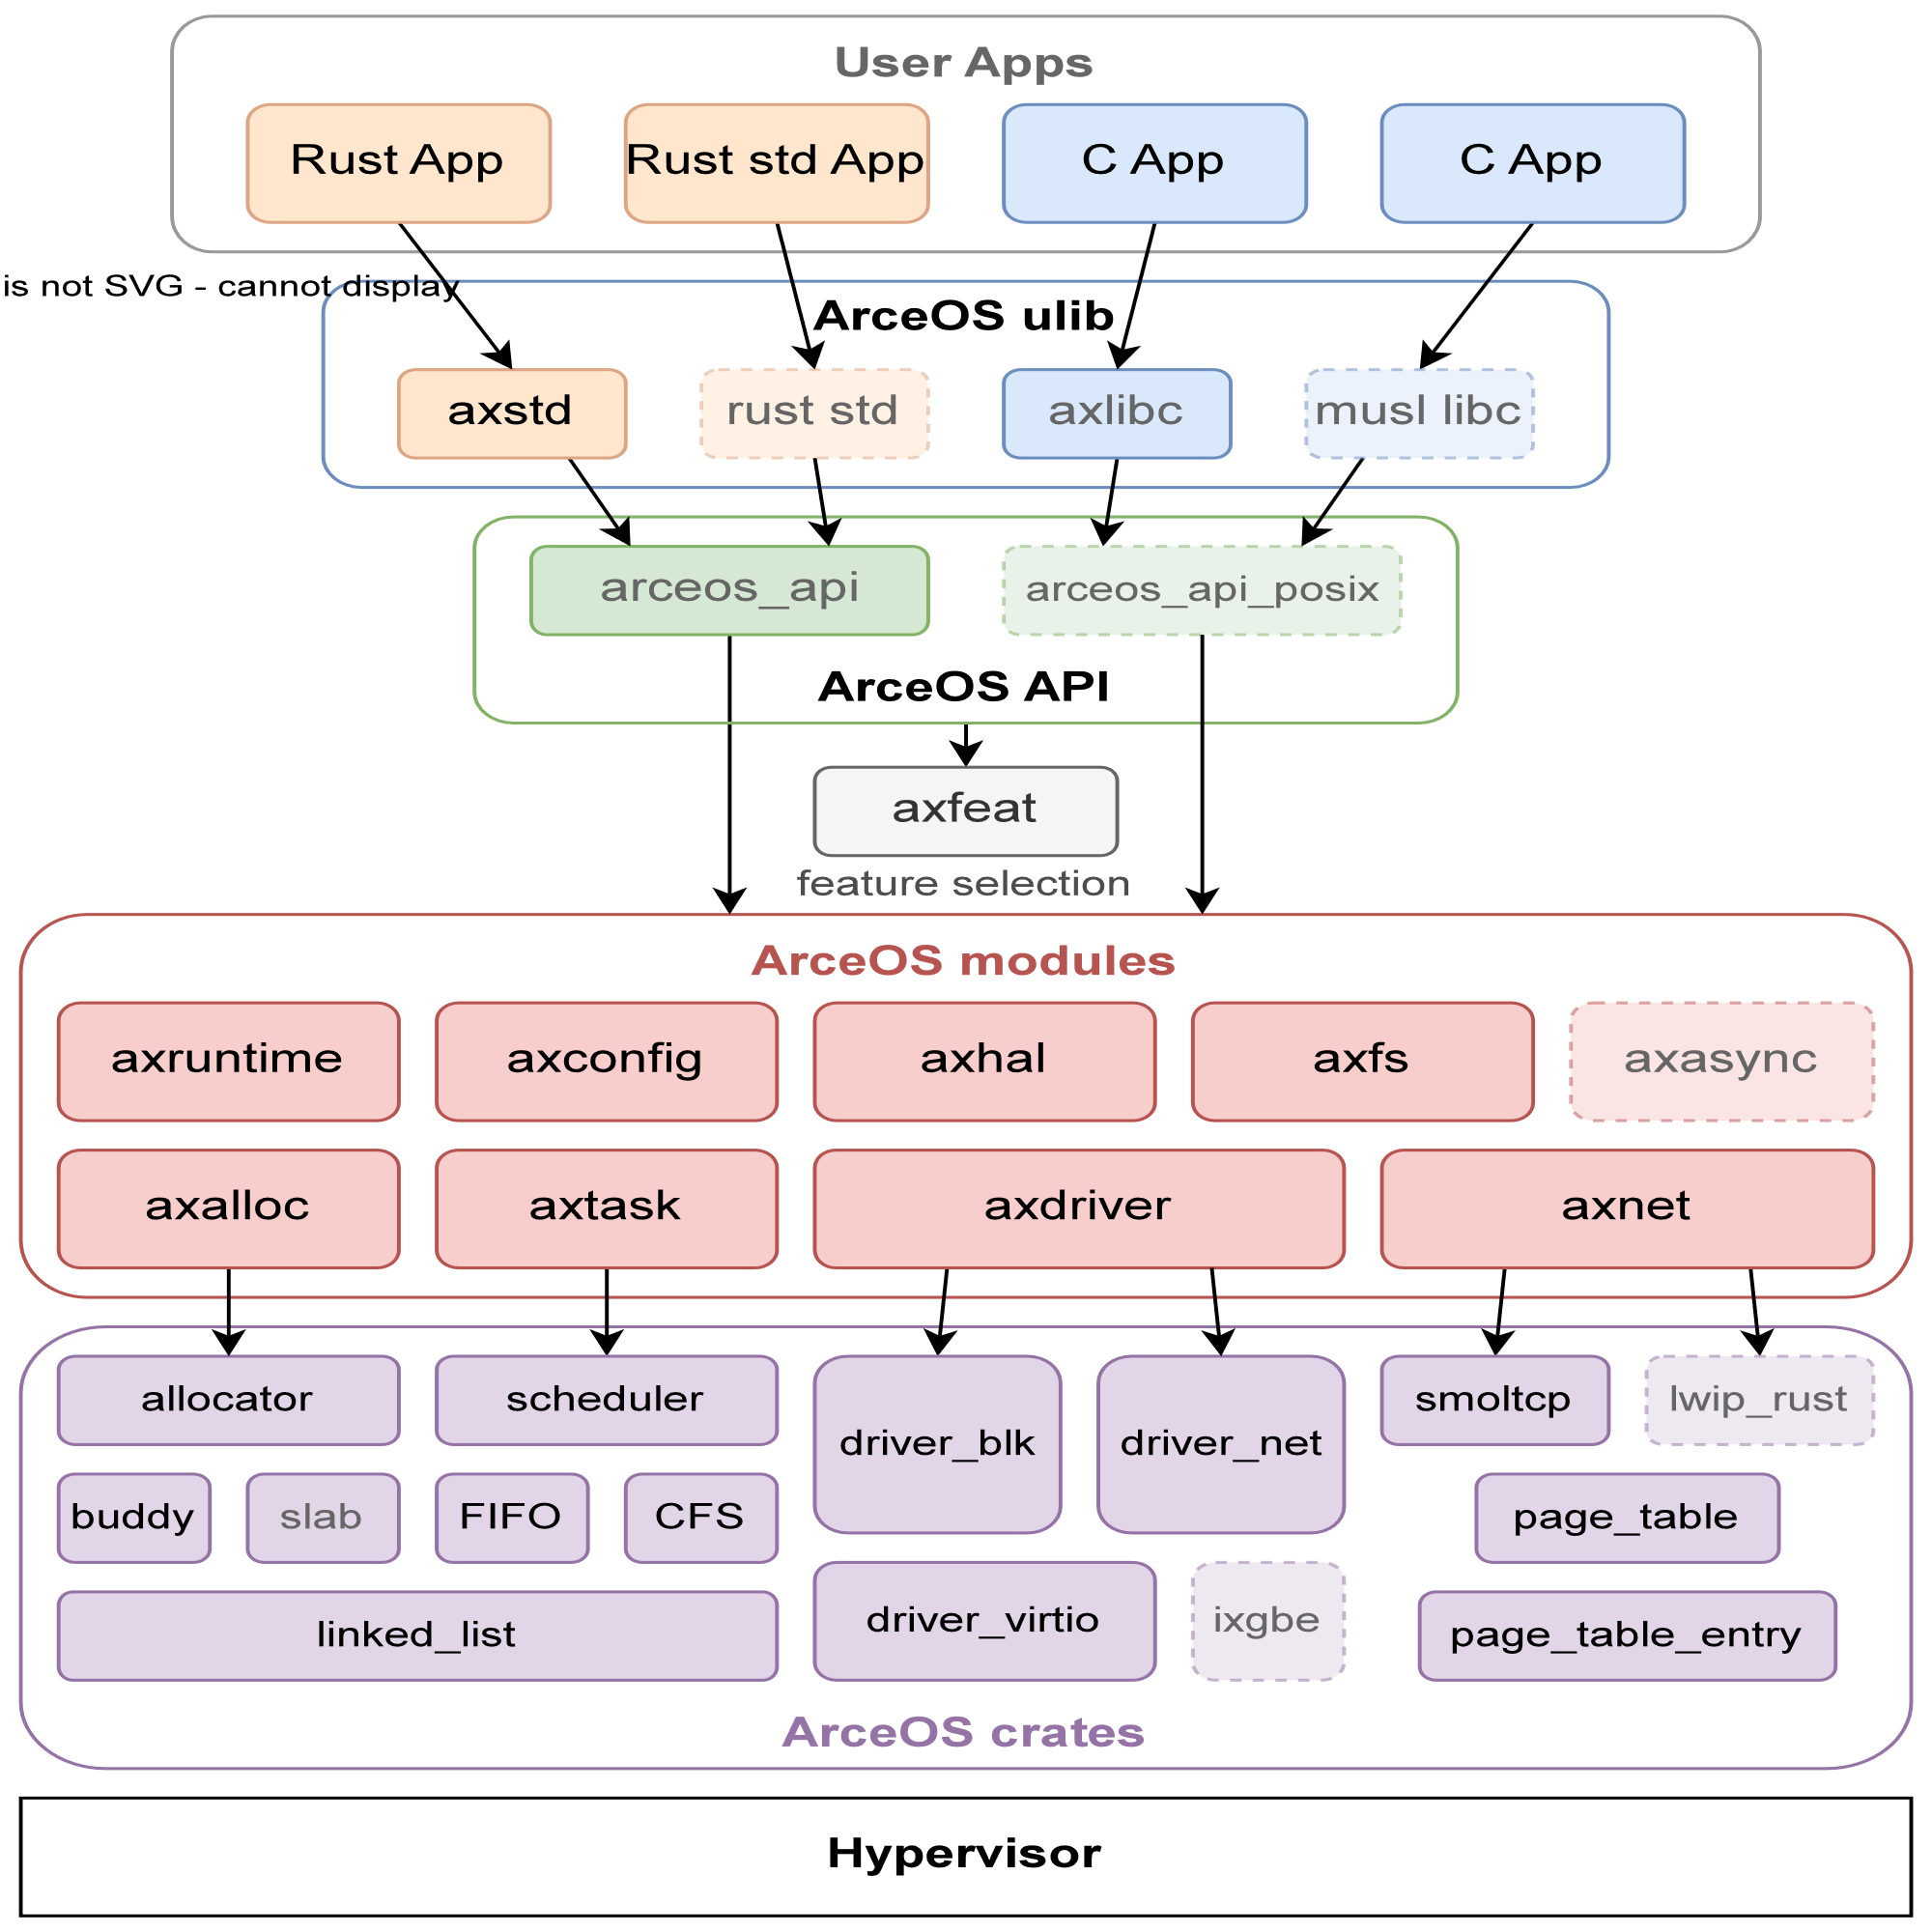 User Apps
Rust App
Rust std App
C App
C App
is not SVG - cannot display
ArceOS ulib
axstd
rust std
axlibc
musl libc
arceos_api
arceos_api_posix
ArceOS API
axfeat
feature selection
ArceOS modules
axruntime
axconfig
axhal
axfs
axasync
axalloc
axtask
axdriver
axnet
allocator
scheduler
driver_blk
driver_net
smoltcp
lwip_rust
buddy
slab
FIFO
CFS
page_table
linked_list
driver_virtio
ixgbe
page_table_entry
ArceOS crates
Hypervisor